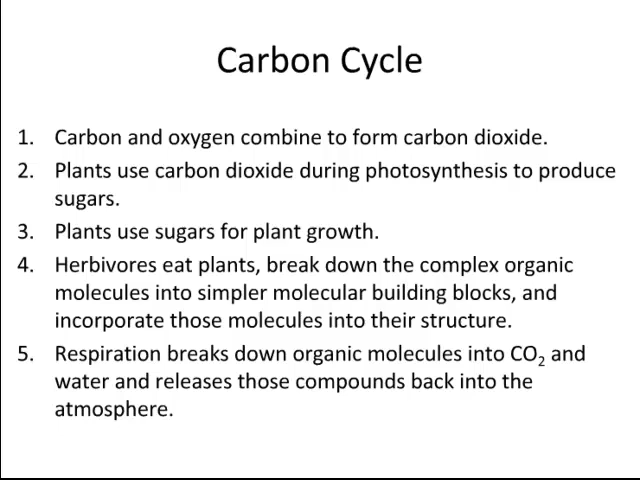 Carbon Cycle
1. Carbon and oxygen combine to form carbon dioxide.
2. Plants use carbon dioxide during photosynthesis to produce
sugars.
3. Plants use sugars for plant growth.
4. Herbivores eat plants, break down the complex organic
molecules into simpler molecular building blocks, and
incorporate those molecules into their structure.
5. Respiration breaks down organic molecules into CO₂ and
water and releases those compounds back into the
atmosphere.